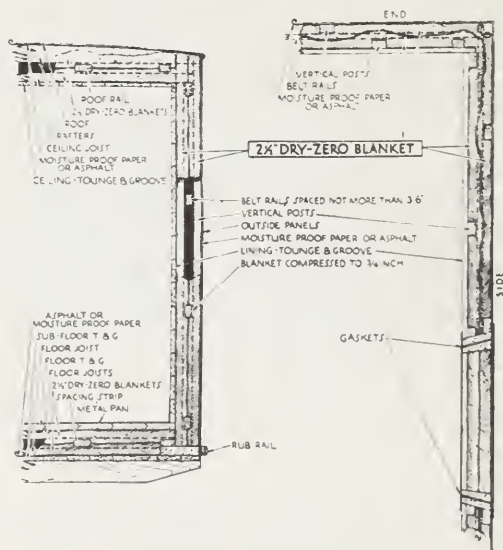 END
VERTICAL POSTS
BELT RAILS
MOISTURE PROOF PAPER
OR ASPHALT
ROOF RAIL
2½ DRY-ZERO BLANKETS
ROOF
RAFTERS
CEILING JOIST
MOISTURE PROOF PAPER
OR ASPHALT
CEILING-TOUNGE & GROOVE
2½" DRY-ZERO BLANKET
BELT RAILS SPACED NOT MORE THAN 3'6"
VERTICAL POSTS
OUTSIDE PANELS
MOISTURE PROOF PAPER OR ASPHALT
LINING-TOUNGE & GROOVE
BLANKET COMPRESSED TO ¾ INCH
SIDE
GASKETS
ASPHALT OR
MOISTURE PROOF PAPER
SUB-FLOOR T & G
FLOOR JOIST
FLOOR T & G
FLOOR JOISTS
2½" DRY-ZERO BLANKETS
SPACING STRIP
METAL PAN
RUB RAIL